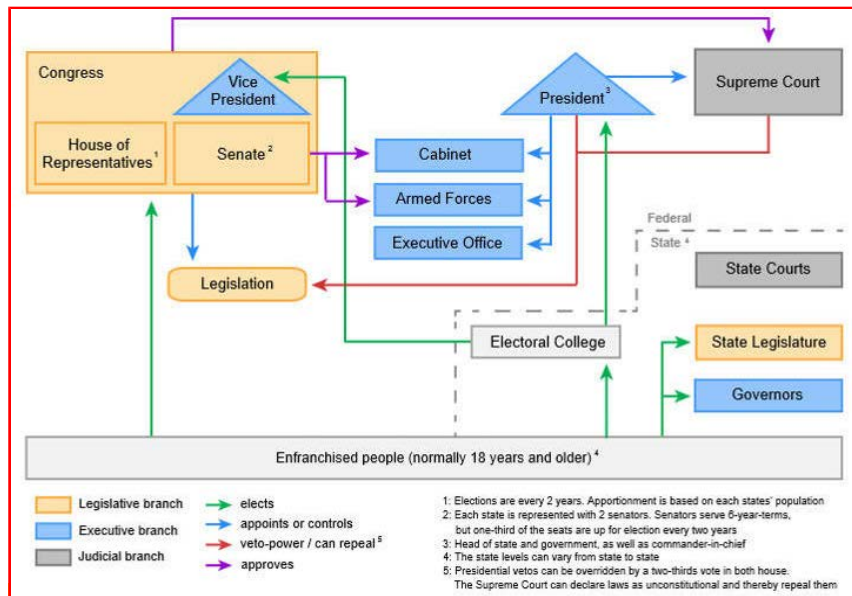 Congress
Vice
President
House of
Representatives 1
Senate 2
President 3
Supreme Court
Cabinet
Armed Forces
Executive Office
Legislation
Federal
State 4
State Courts
Electoral College
State Legislature
Governors
Enfranchised people (normally 18 years and older) 4
Legislative branch
Executive branch
Judicial branch
elects
appoints or controls
veto-power / can repeal 5
approves
1: Elections are every 2 years. Apportionment is based on each states' population
2: Each state is represented with 2 senators. Senators serve 6-year-terms,
but one-third of the seats are up for election every two years
3: Head of state and government, as well as commander-in-chief
4: The state levels can vary from state to state
5: Presidential vetos can be overridden by a two-thirds vote in both house.
The Supreme Court can declare laws as unconstitutional and thereby repeal them